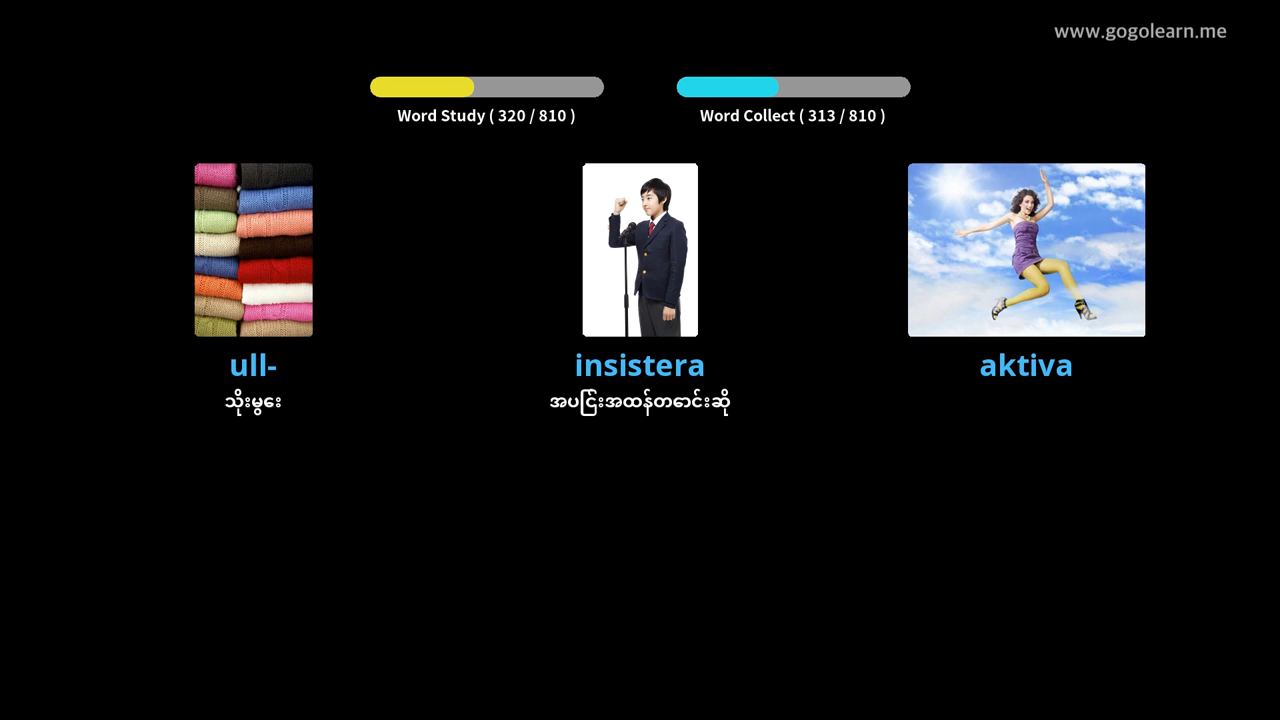 www.gogolearn.me
Word Study ( 320 / 810 )
Word Collect ( 313 / 810 )
ull-
insistera
aktiva
သိုးမွေး
အပြင်းအထန်တောင်းဆို